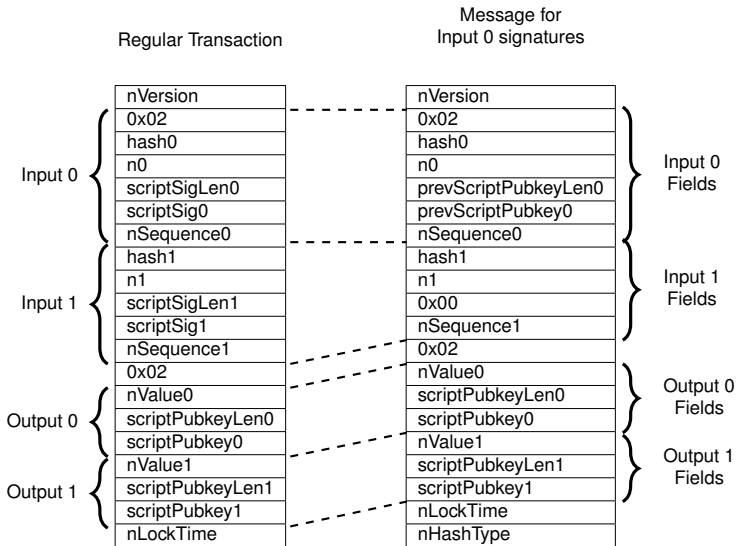 Regular Transaction
Message for
Input 0 signatures
nVersion
0x02
hash0
n0
scriptSigLen0
scriptSig0
nSequence0
hash1
n1
scriptSigLen1
scriptSig1
nSequence1
0x02
nValue0
scriptPubkeyLen0
scriptPubkey0
nValue1
scriptPubkeyLen1
scriptPubkey1
nLockTime
Input 0
Input 1
Output 0
Output 1
nVersion
0x02
hash0
n0
prevScriptPubkeyLen0
prevScriptPubkey0
nSequence0
hash1
n1
0x00
nSequence1
0x02
nValue0
scriptPubkeyLen0
scriptPubkey0
nValue1
scriptPubkeyLen1
scriptPubkey1
nLockTime
nHashType
Input 0
Fields
Input 1
Fields
Output 0
Fields
Output 1
Fields